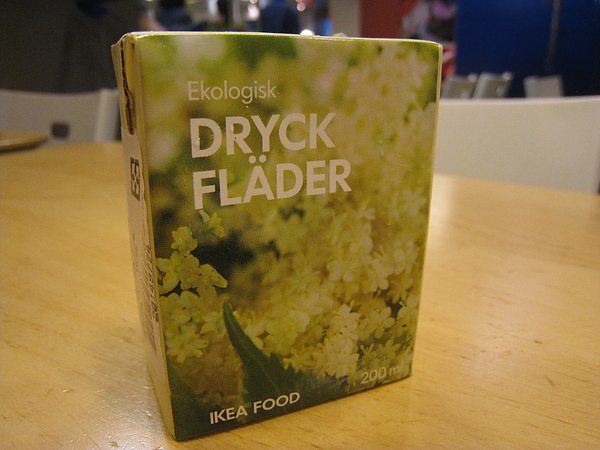 Ekologisk
DRYCK
FLÄDER
200 ml
IKEA FOOD